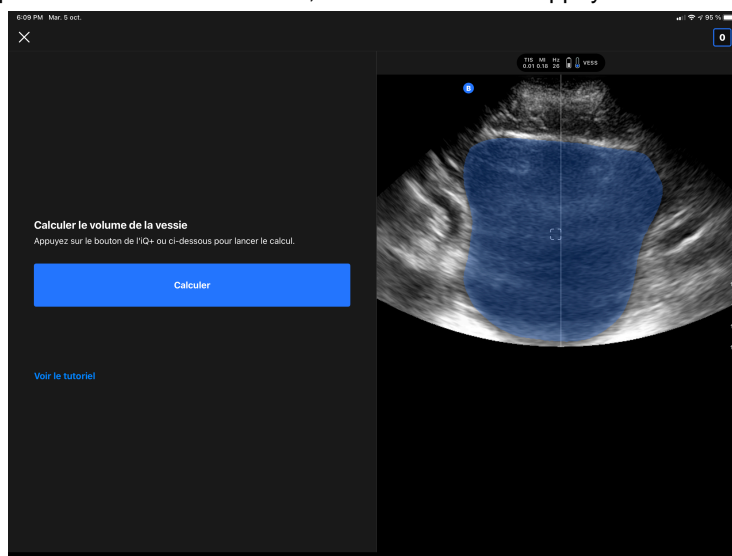 6:09 PM Mar. 5 oct.
95 %
0
TIS MI Hz
0.01 0.18 26
VESS
B
Calculer le volume de la vessie
Appuyez sur le bouton de l'iQ+ ou ci-dessous pour lancer le calcul.
Calculer
Voir le tutoriel